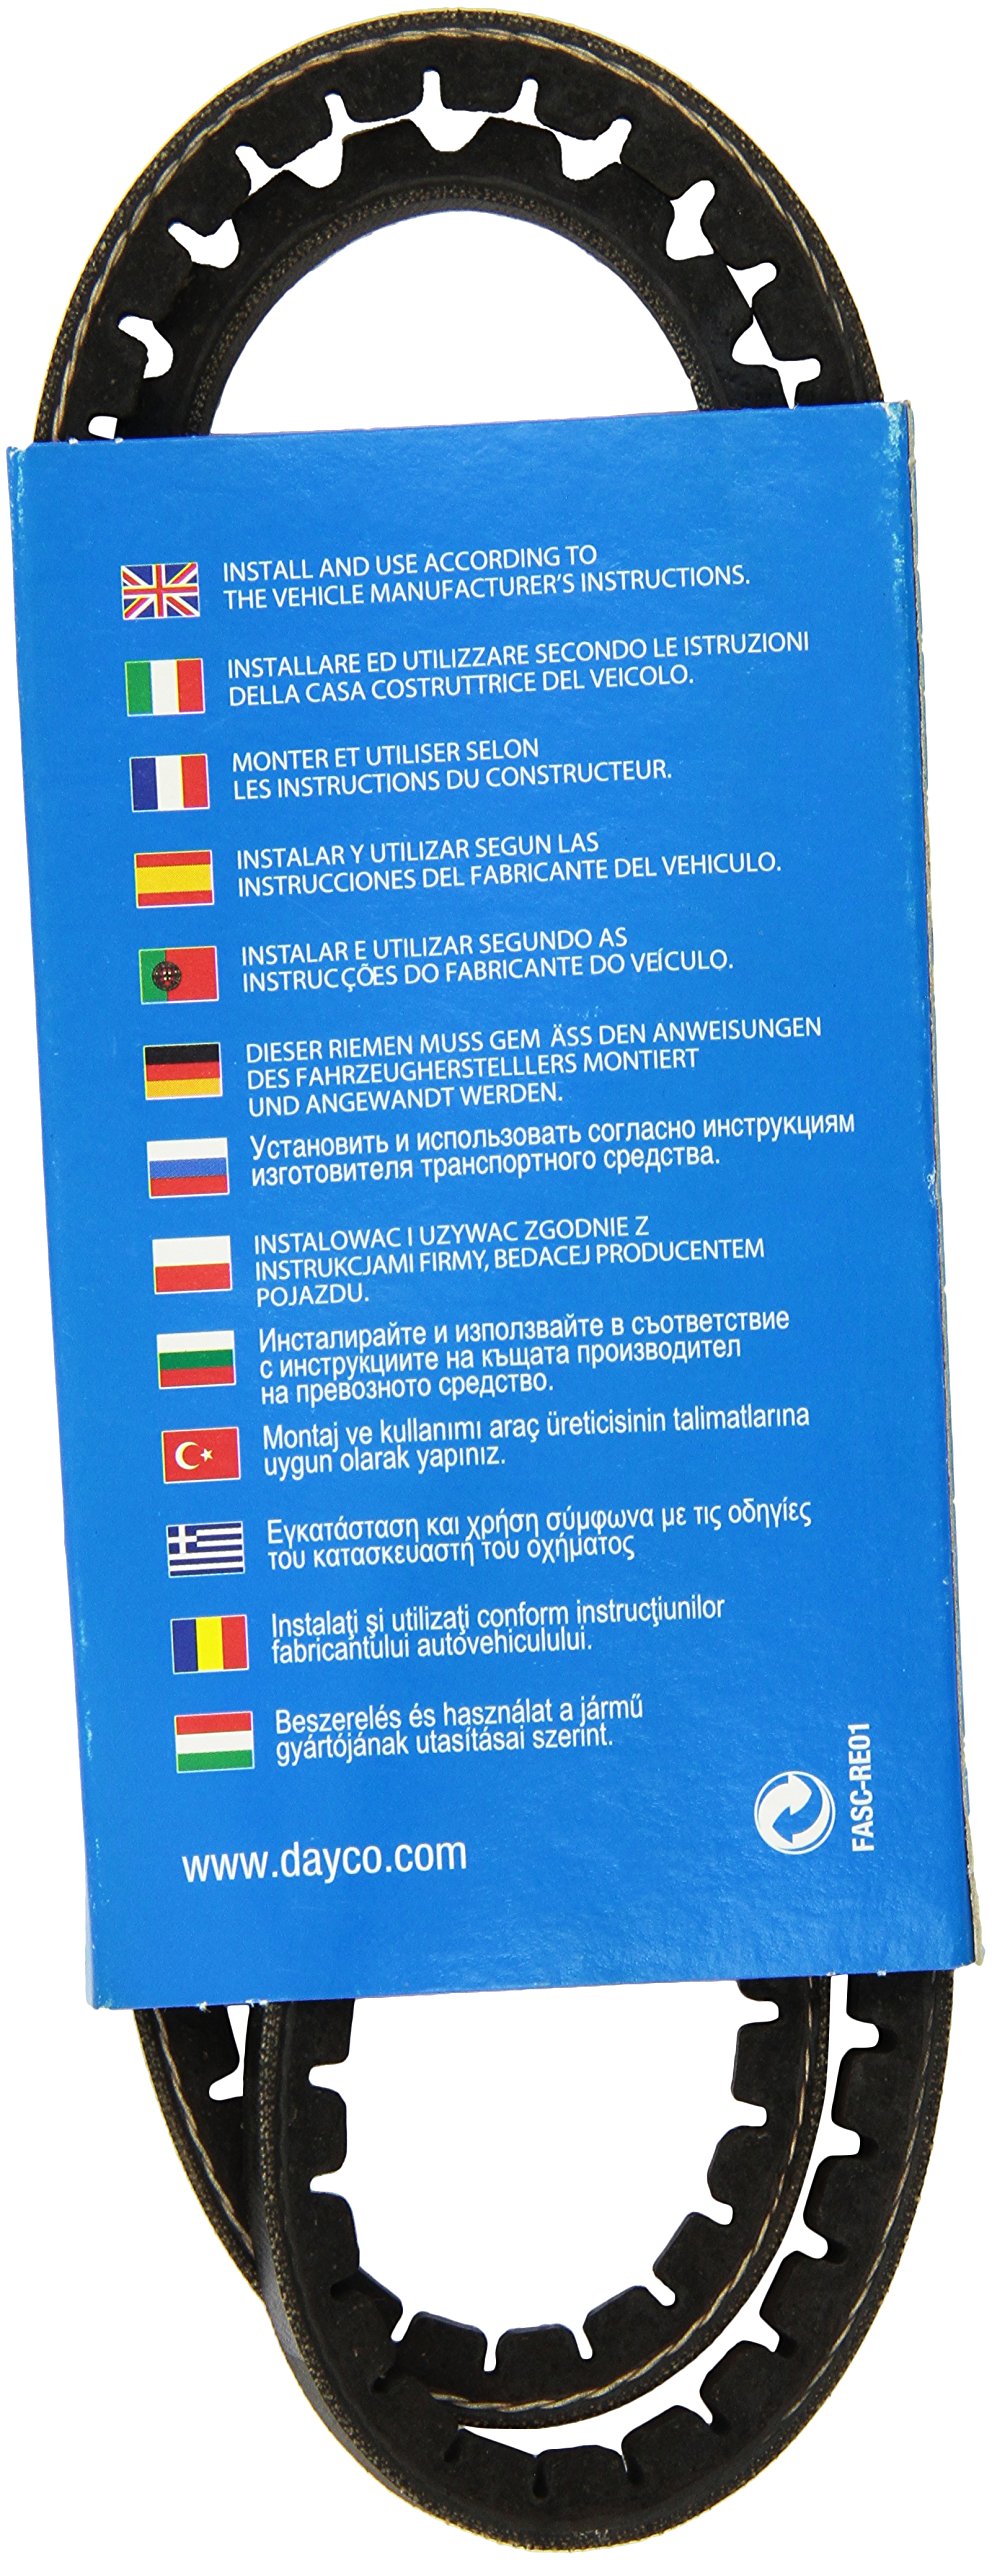 INSTALL AND USE ACCORDING TO
THE VEHICLE MANUFACTURER'S INSTRUCTIONS.
INSTALLARE ED UTILIZZARE SECONDO LE ISTRUZIONI
DELLA CASA COSTRUTTRICE DEL VEICOLO.
MONTER ET UTILISER SELON
LES INSTRUCTIONS DU CONSTRUCTEUR.
INSTALAR Y UTILIZAR SEGUN LAS
INSTRUCCIONES DEL FABRICANTE DEL VEHICULO.
INSTALAR E UTILIZAR SEGUNDO AS
INSTRUCÇÕES DO FABRICANTE DO VEÍCULO.
DIESER RIEMEN MUSS GEM ÄSS DEN ANWEISUNGEN
DES FAHRZEUGHERSTELLLERS MONTIERT
UND ANGEWANDT WERDEN.
Установить и использовать согласно инструкциям
изготовителя транспортного средства.
INSTALOWAC I UZYWAC ZGODNIE Z
INSTRUKCJAMI FIRMY, BEDACEJ PRODUCENTEM
POJAZDU.
Инсталирайте и използвайте в съответствие
с инструкциите на къщата производител
на превозното средство.
Montaj ve kullanımı araç üreticisinin talimatlarına
uygun olarak yapınız.
Εγκατάσταση και χρήση σύμφωνα με τις οδηγίες
του κατασκευαστή του οχήματος
Instalaţi şi utilizaţi conform instrucţiunilor
fabricantului autovehiculului.
Beszerelés és használat a jármű
gyártójának utasításai szerint.
www.dayco.com
FASC-RE01